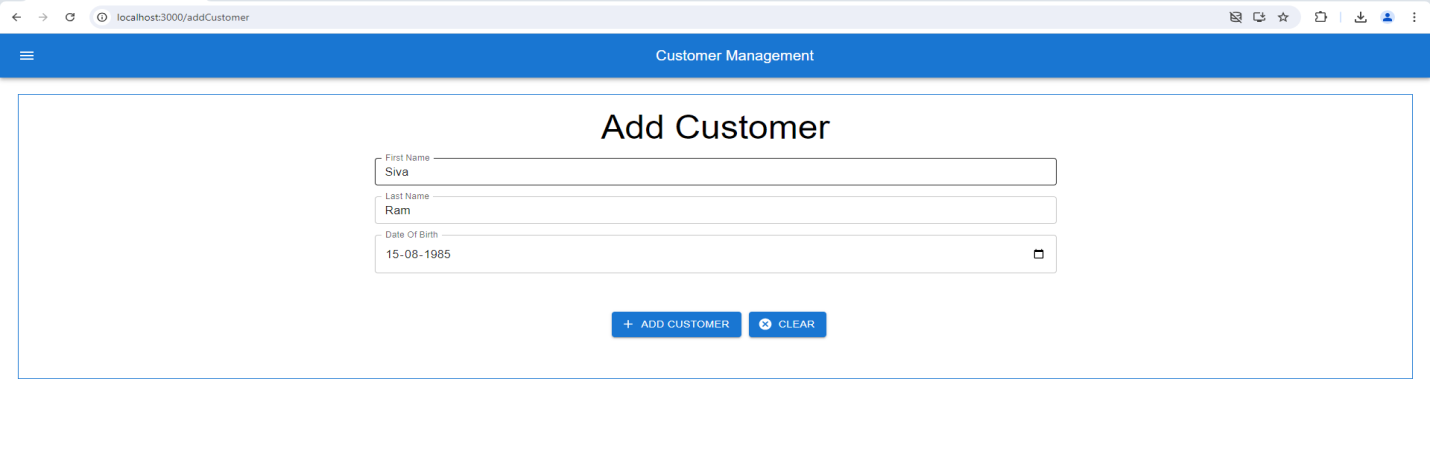 localhost:3000/addCustomer
Customer Management
Add Customer
First Name
Siva
Last Name
Ram
Date Of Birth
15-08-1985
ADD CUSTOMER CLEAR